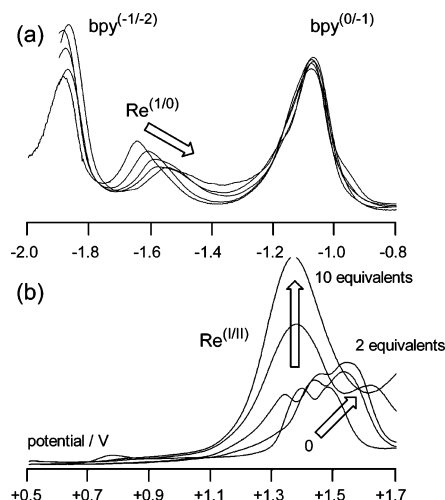 (a)
bpy(-1/-2)
bpy(0/-1)
Re(1/0)
-2.0 -1.8 -1.6 -1.4 -1.2 -1.0 -0.8
(b)
10 equivalents
Re(I/II)
2 equivalents
0
potential / V
+0.5 +0.7 +0.9 +1.1 +1.3 +1.5 +1.7